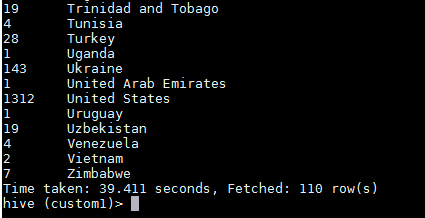 19 Trinidad and Tobago
4 Tunisia
28 Turkey
1 Uganda
143 Ukraine
1 United Arab Emirates
1312 United States
1 Uruguay
19 Uzbekistan
4 Venezuela
2 Vietnam
7 Zimbabwe
Time taken: 39.411 seconds, Fetched: 110 row(s)
hive (custom1)>